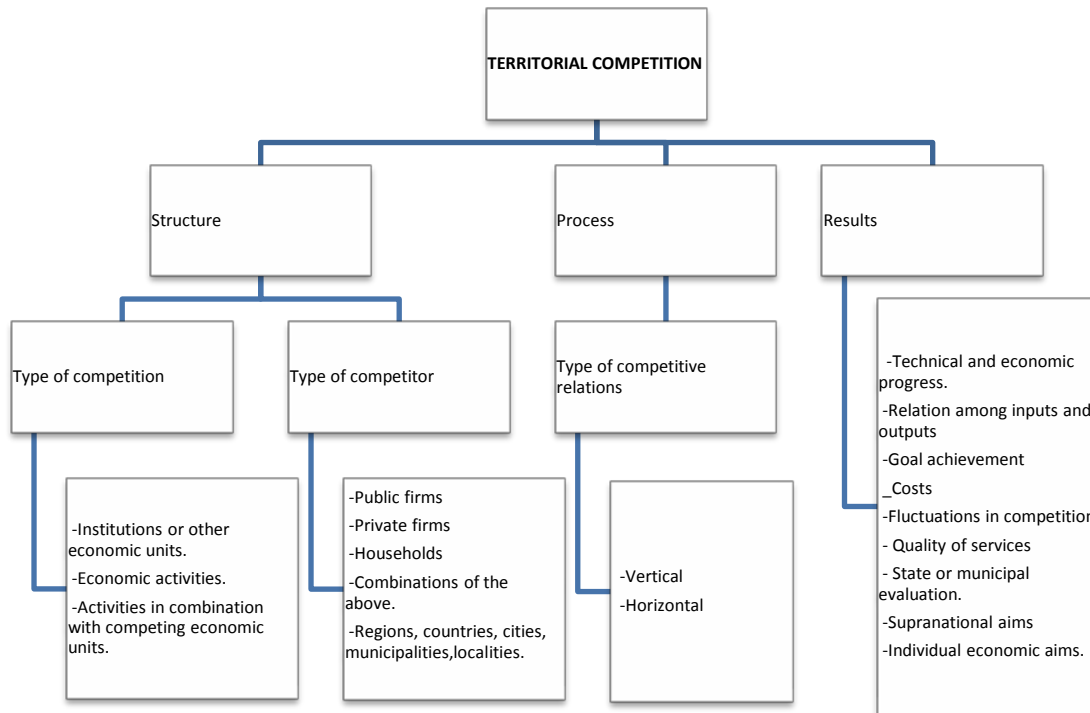 TERRITORIAL COMPETITION
Structure
Process
Results
Type of competition
Type of competitor
Type of competitive
relations
-Institutions or other
economic units.
-Economic activities.
-Activities in combination
with competing economic
units.
-Public firms
-Private firms
-Households
-Combinations of the
above.
-Regions, countries, cities,
municipalities,localities.
-Vertical
-Horizontal
-Technical and economic
progress.
-Relation among inputs and
outputs
-Goal achievement
_Costs
-Fluctuations in competition
- Quality of services
- State or municipal
evaluation.
-Supranational aims
-Individual economic aims.